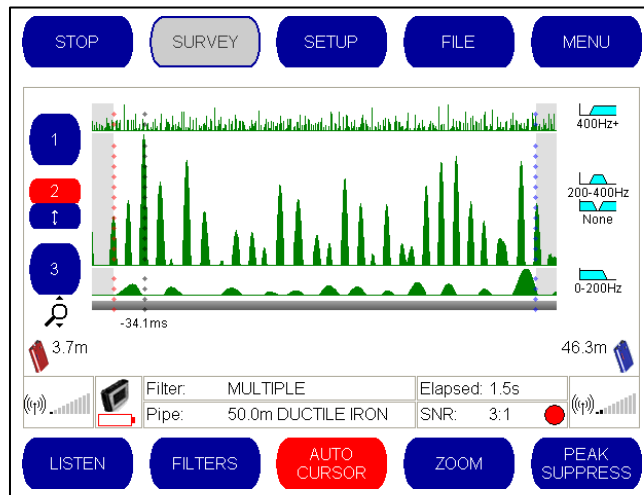 STOP SURVEY SETUP FILE MENU
400Hz+
1
2
200-400Hz
None
3
0-200Hz
-34.1ms
3.7m 46.3m
Filter: MULTIPLE Elapsed: 1.5s
Pipe: 50.0m DUCTILE IRON SNR: 3:1
LISTEN FILTERS AUTO CURSOR ZOOM PEAK SUPPRESS